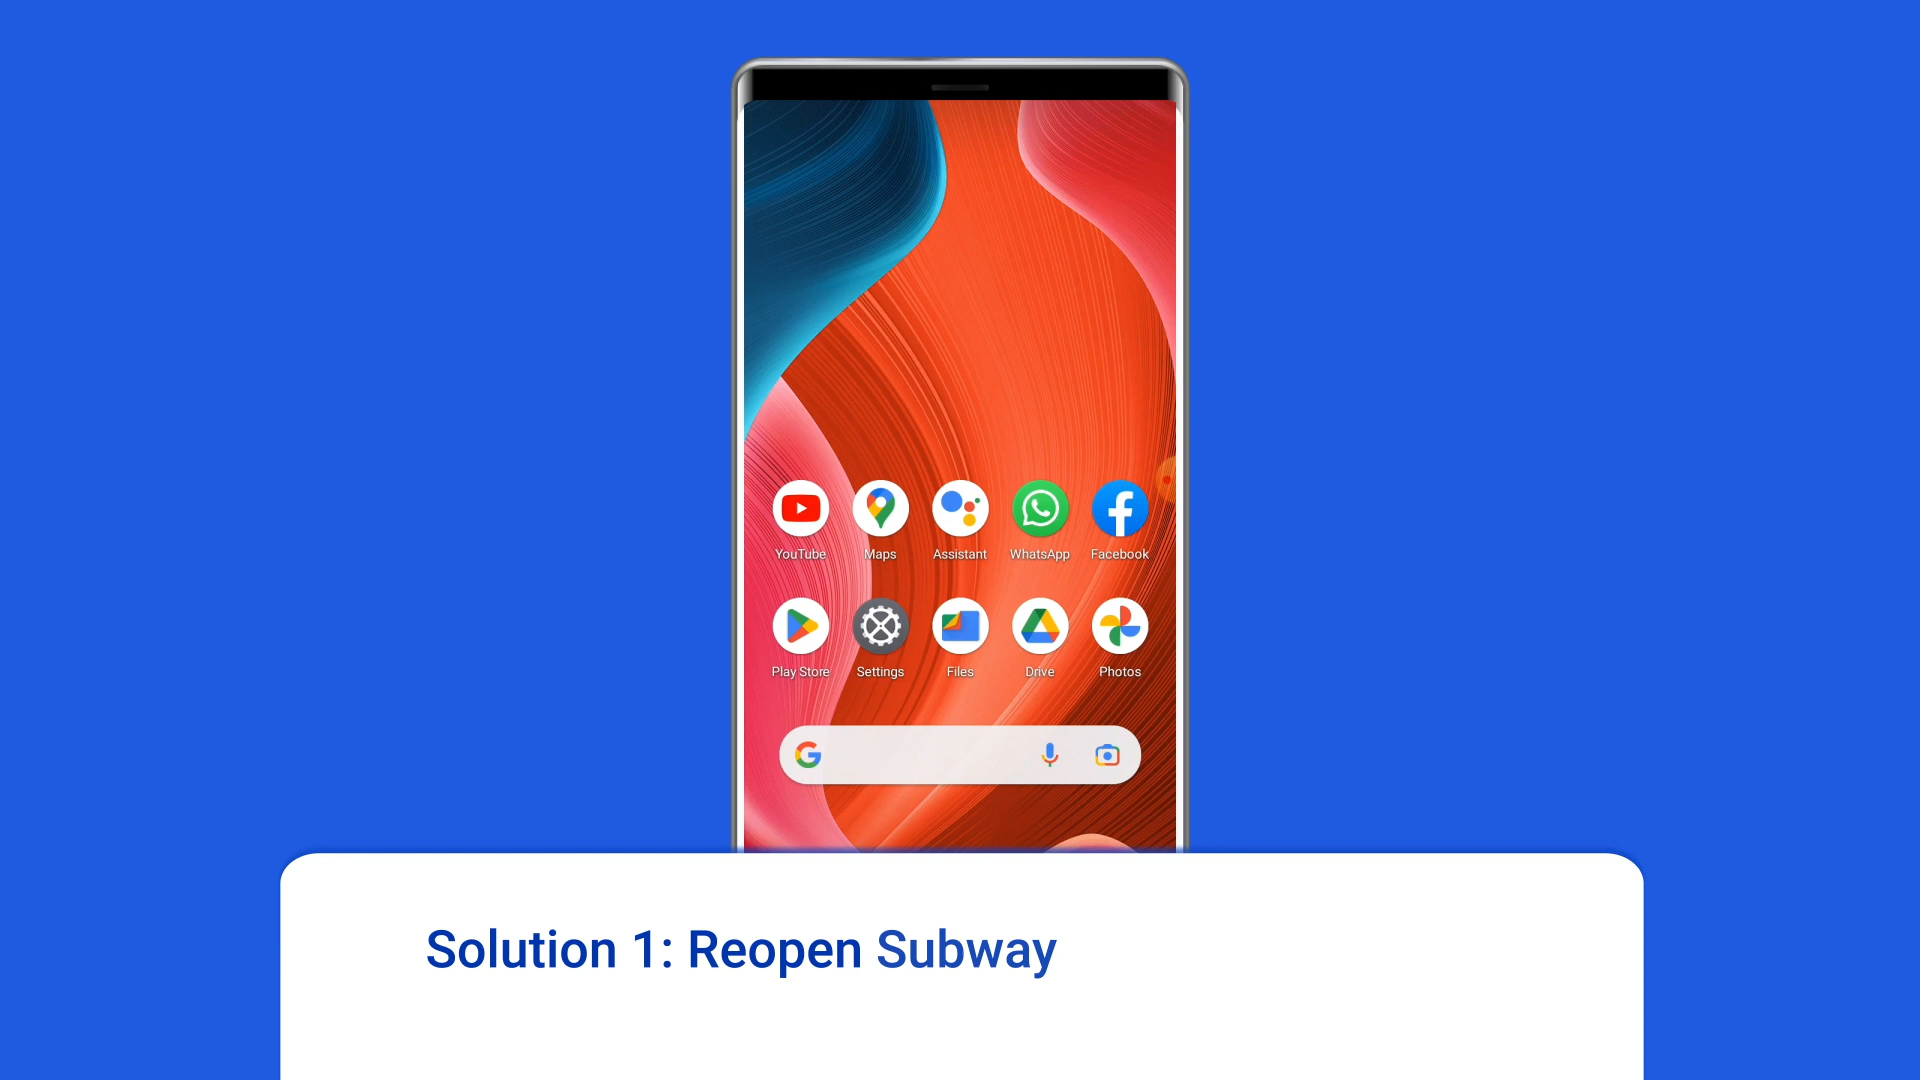 YouTube Maps Assistant WhatsApp Facebook
Play Store Settings Files Drive Photos
Solution 1: Reopen Subway